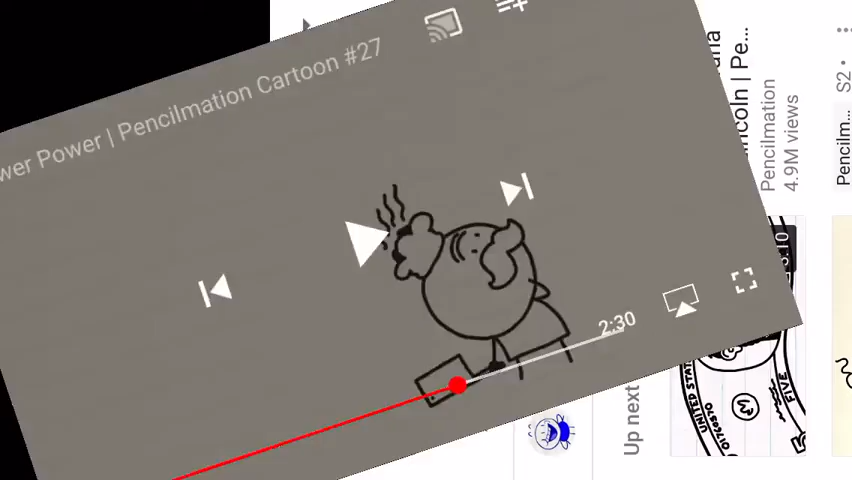 wer Power | Pencilmation Cartoon #27
2:30
Up next
ncoln | Pe...
Pencilmation
4.9M views
S2 •
Pencilm...
:10
UNITED STAT
FIVE